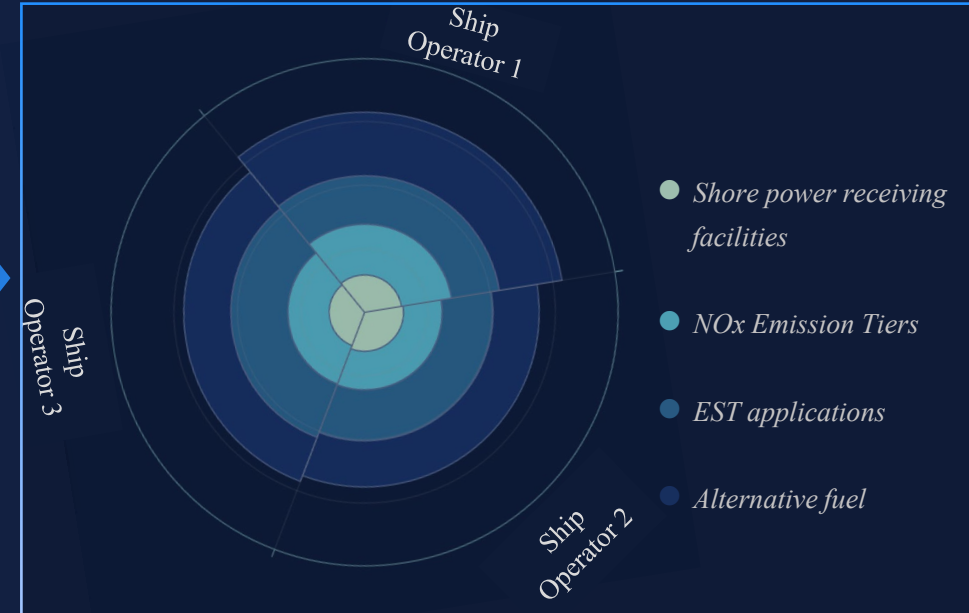 Ship
Operator 1
Shore power receiving
facilities
NOx Emission Tiers
EST applications
Alternative fuel
Ship
Operator 2
Ship
Operator 3